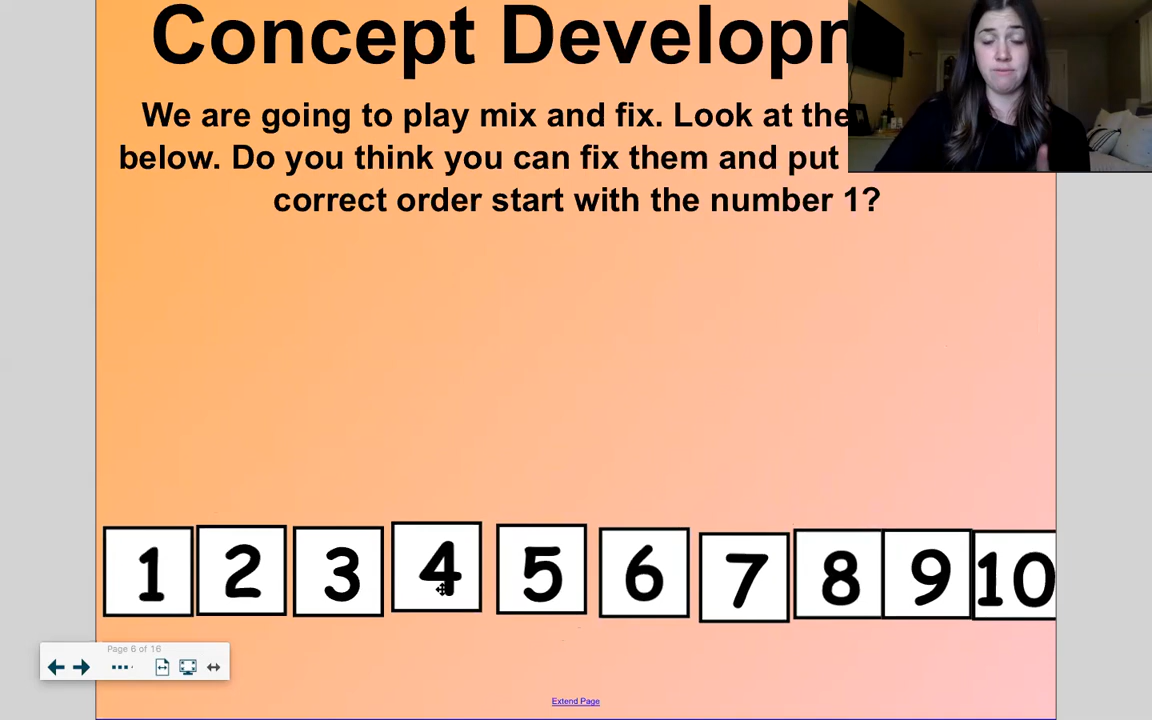 Concept Develop
We are going to play mix and fix. Look at the
below. Do you think you can fix them and put
correct order start with the number 1?
1 2 3 4 5 6 7 8 9 10
Page 6 of 16
Extend Page